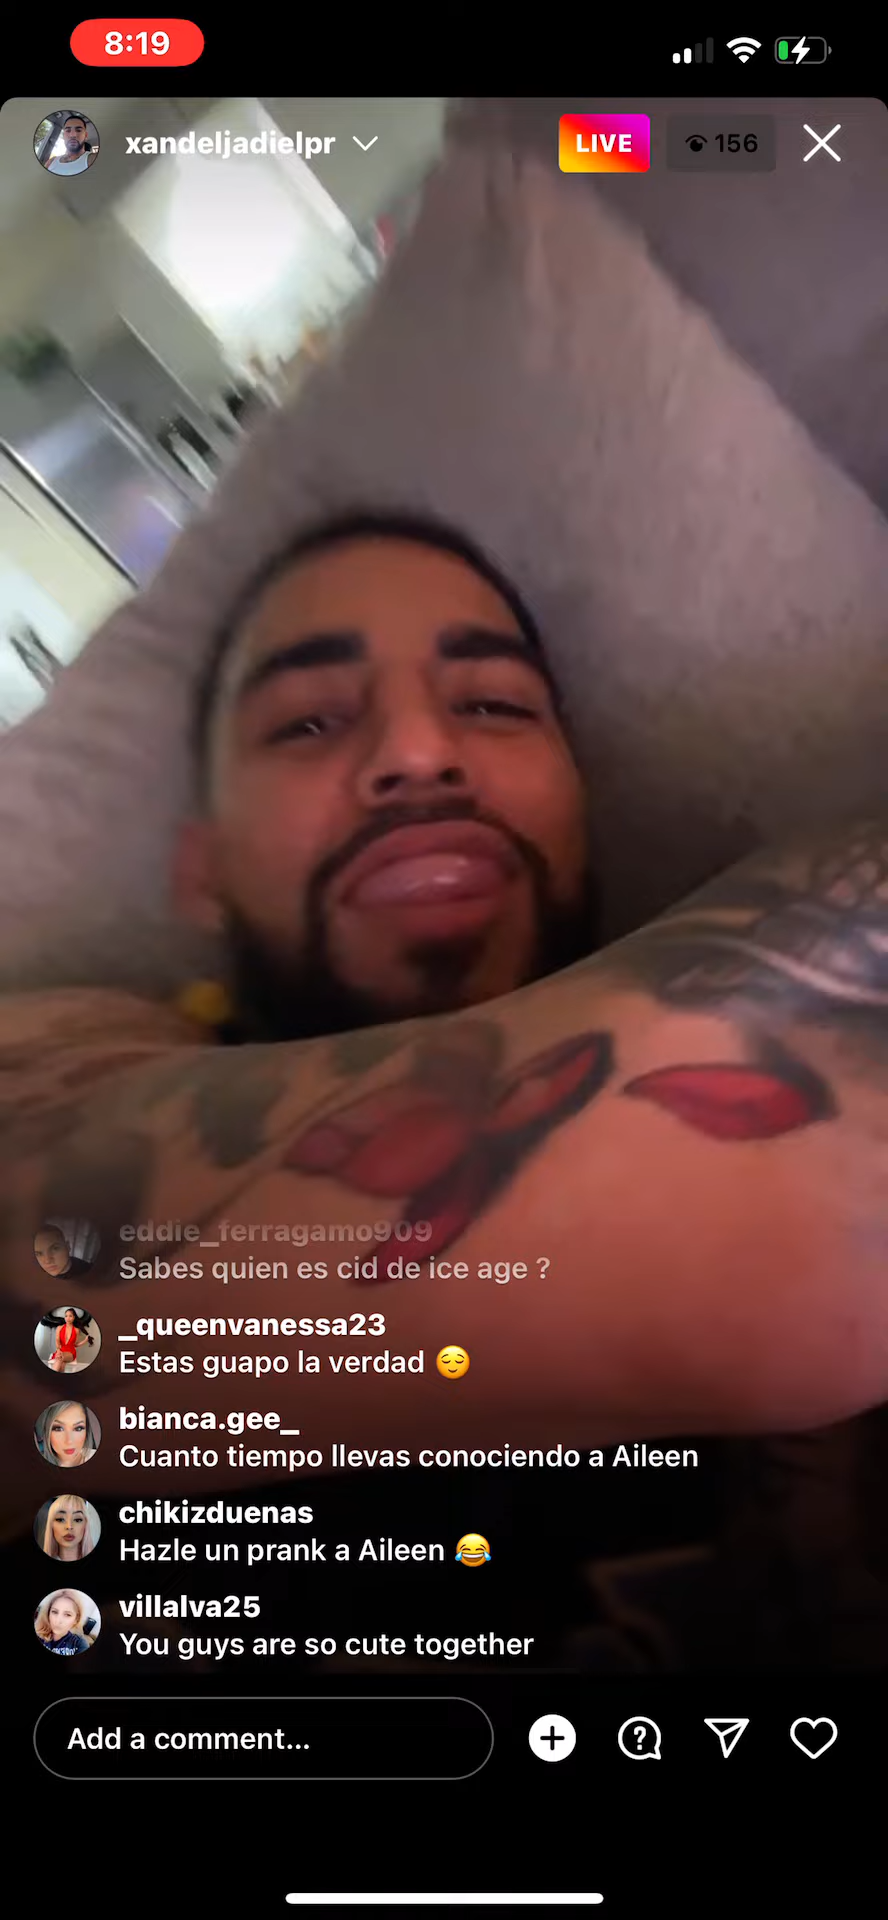 8:19
xandeljadielpr
LIVE
156
eddie_ferragamo909
Sabes quien es cid de ice age ?
_queenvanessa23
Estas guapo la verdad 😌
bianca.gee_
Cuanto tiempo llevas conociendo a Aileen
chikizduenas
Hazle un prank a Aileen 😂
villalva25
You guys are so cute together
Add a comment...